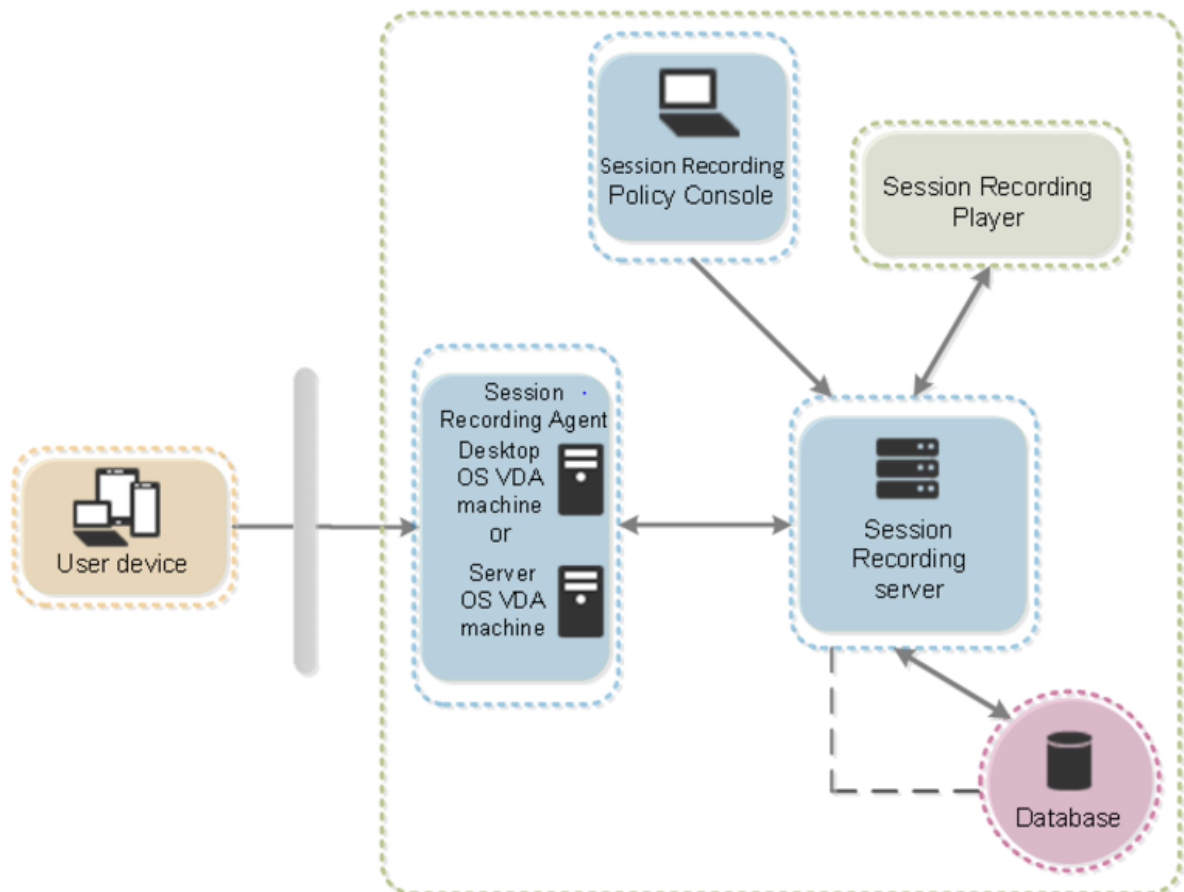 Session Recording
Policy Console
Session Recording
Player
Session
Recording Agent
Desktop
OS VDA
machine
or
Server
OS VDA
machine
User device
Session
Recording
server
Database